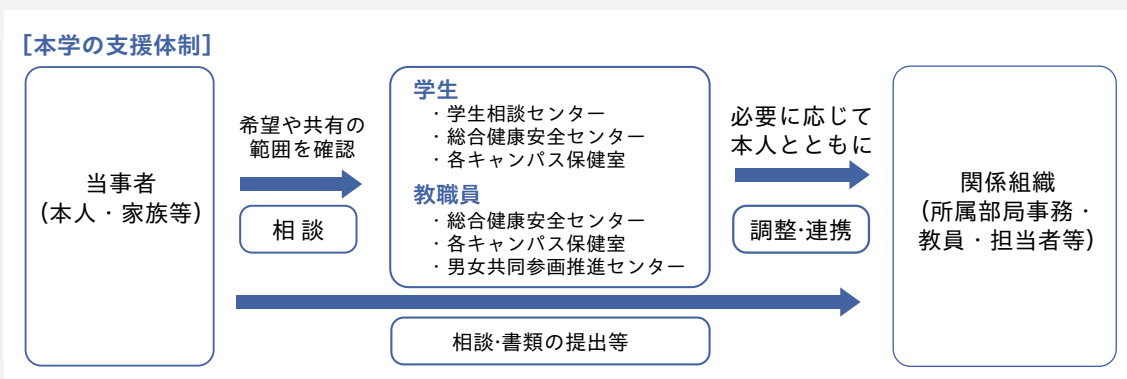 [本学の支援体制]
当事者
(本人・家族等)
希望や共有の
範囲を確認
相談
学生
・学生相談センター
・総合健康安全センター
・各キャンパス保健室
教職員
・総合健康安全センター
・各キャンパス保健室
・男女共同参画推進センター
必要に応じて
本人とともに
調整・連携
関係組織
(所属部局事務・
教員・担当者等)
相談・書類の提出等